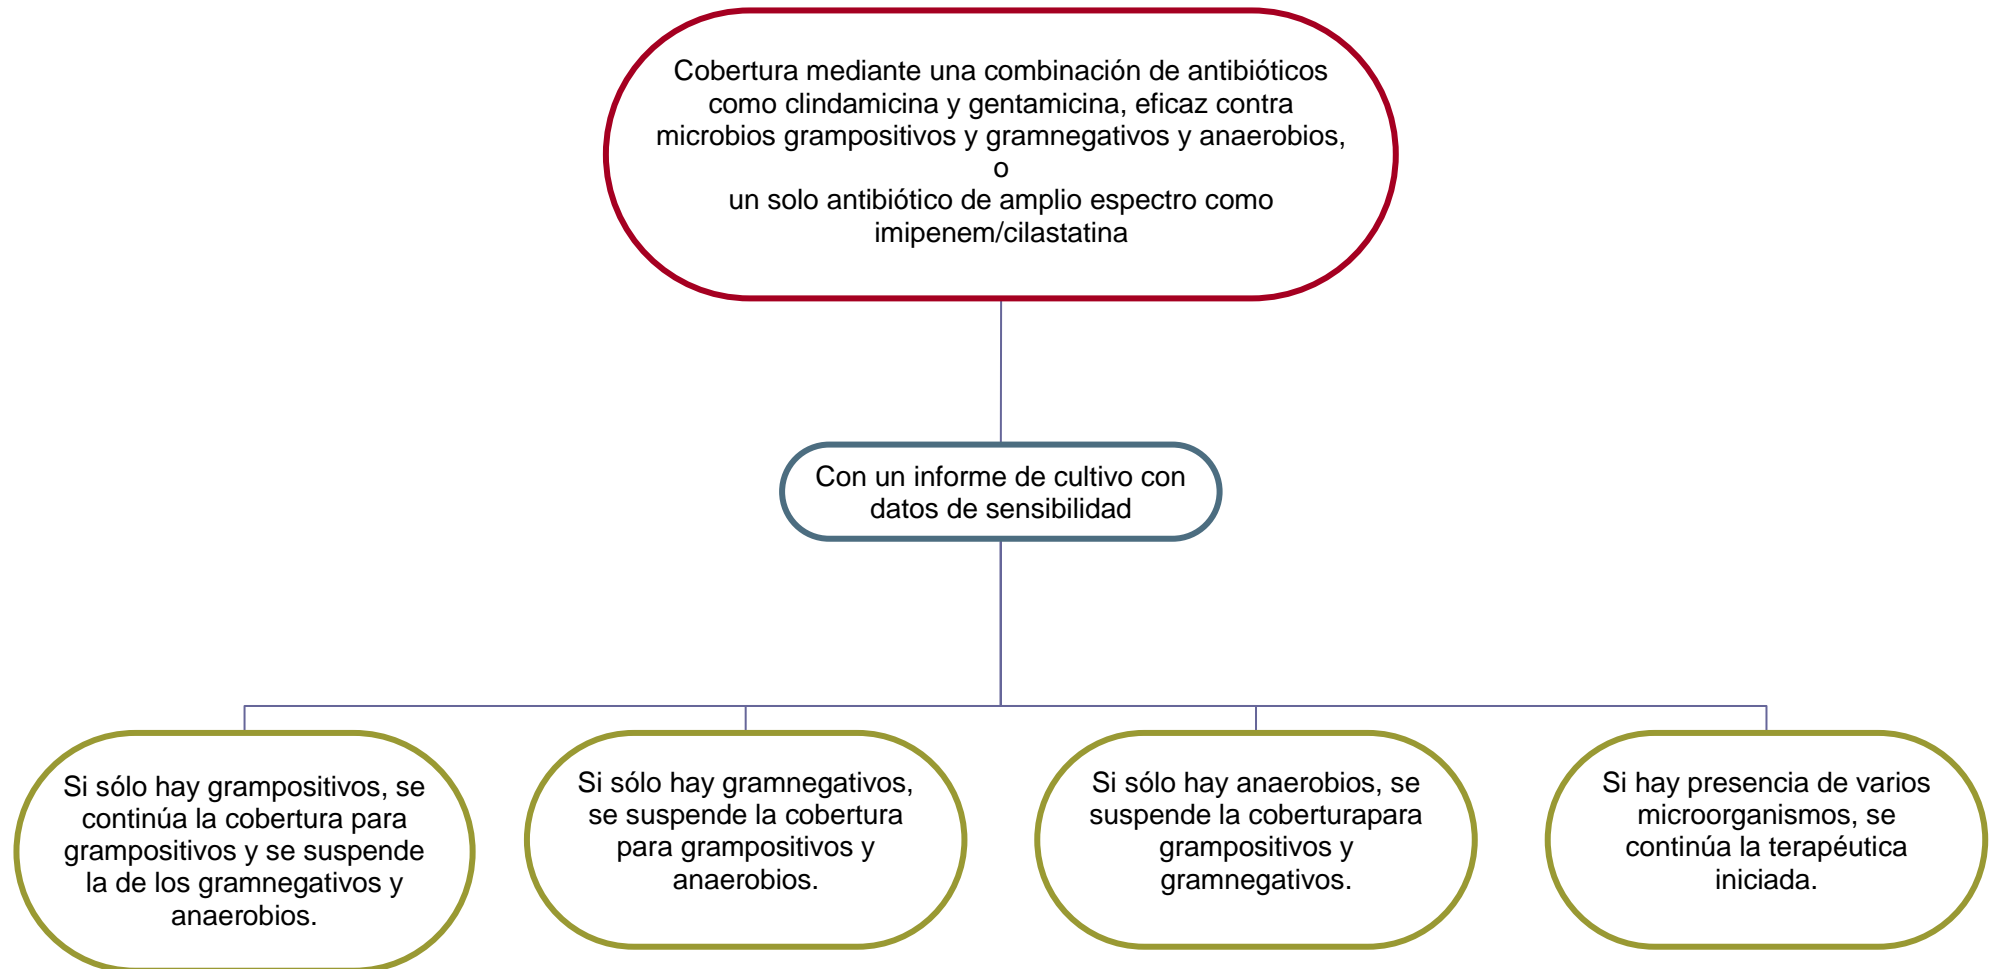 Cobertura mediante una combinación de antibióticos
como clindamicina y gentamicina, eficaz contra
microbios grampositivos y gramnegativos y anaerobios,
o
un solo antibiótico de amplio espectro como
imipenem/cilastatina
Con un informe de cultivo con
datos de sensibilidad
Si sólo hay grampositivos, se
continúa la cobertura para
grampositivos y se suspende
la de los gramnegativos y
anaerobios.
Si sólo hay gramnegativos,
se suspende la cobertura
para grampositivos y
anaerobios.
Si sólo hay anaerobios, se
suspende la coberturapara
grampositivos y
gramnegativos.
Si hay presencia de varios
microorganismos, se
continúa la terapéutica
iniciada.